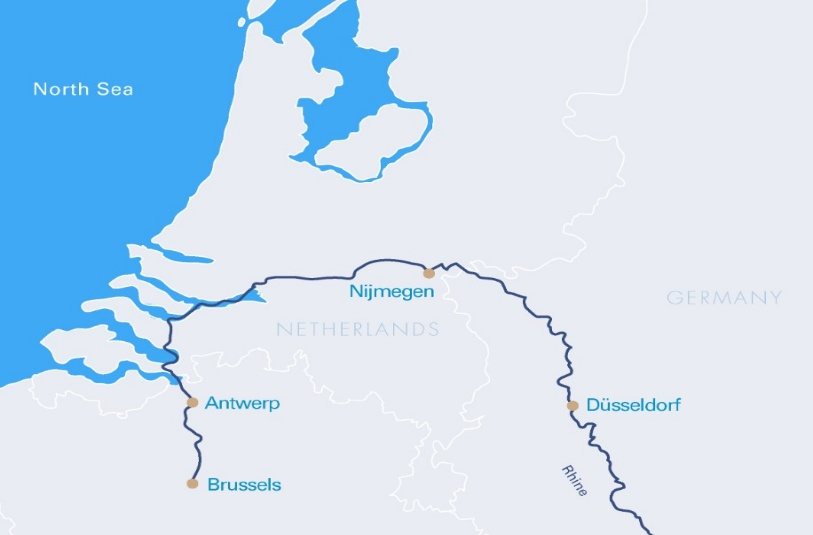 North Sea
Nijmegen
GERMANY
NETHERLANDS
Antwerp
Düsseldorf
Rhine
Brussels